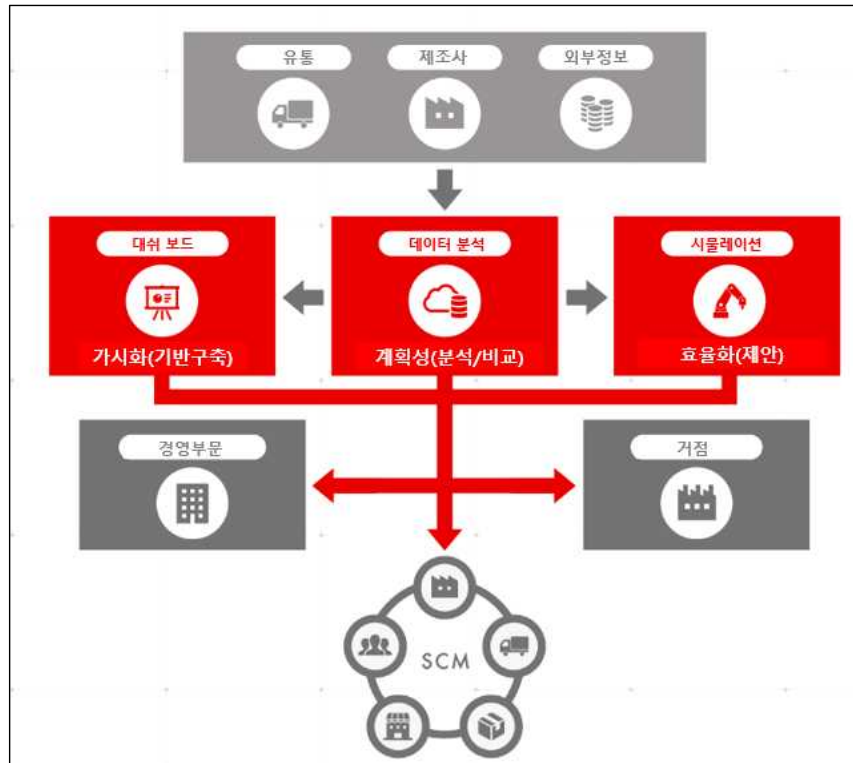 유통
제조사
외부정보
대쉬 보드
데이터 분석
시물레이션
가시화(기반구축)
계획성(분석/비교)
효율화(제안)
경영부문
거점
SCM